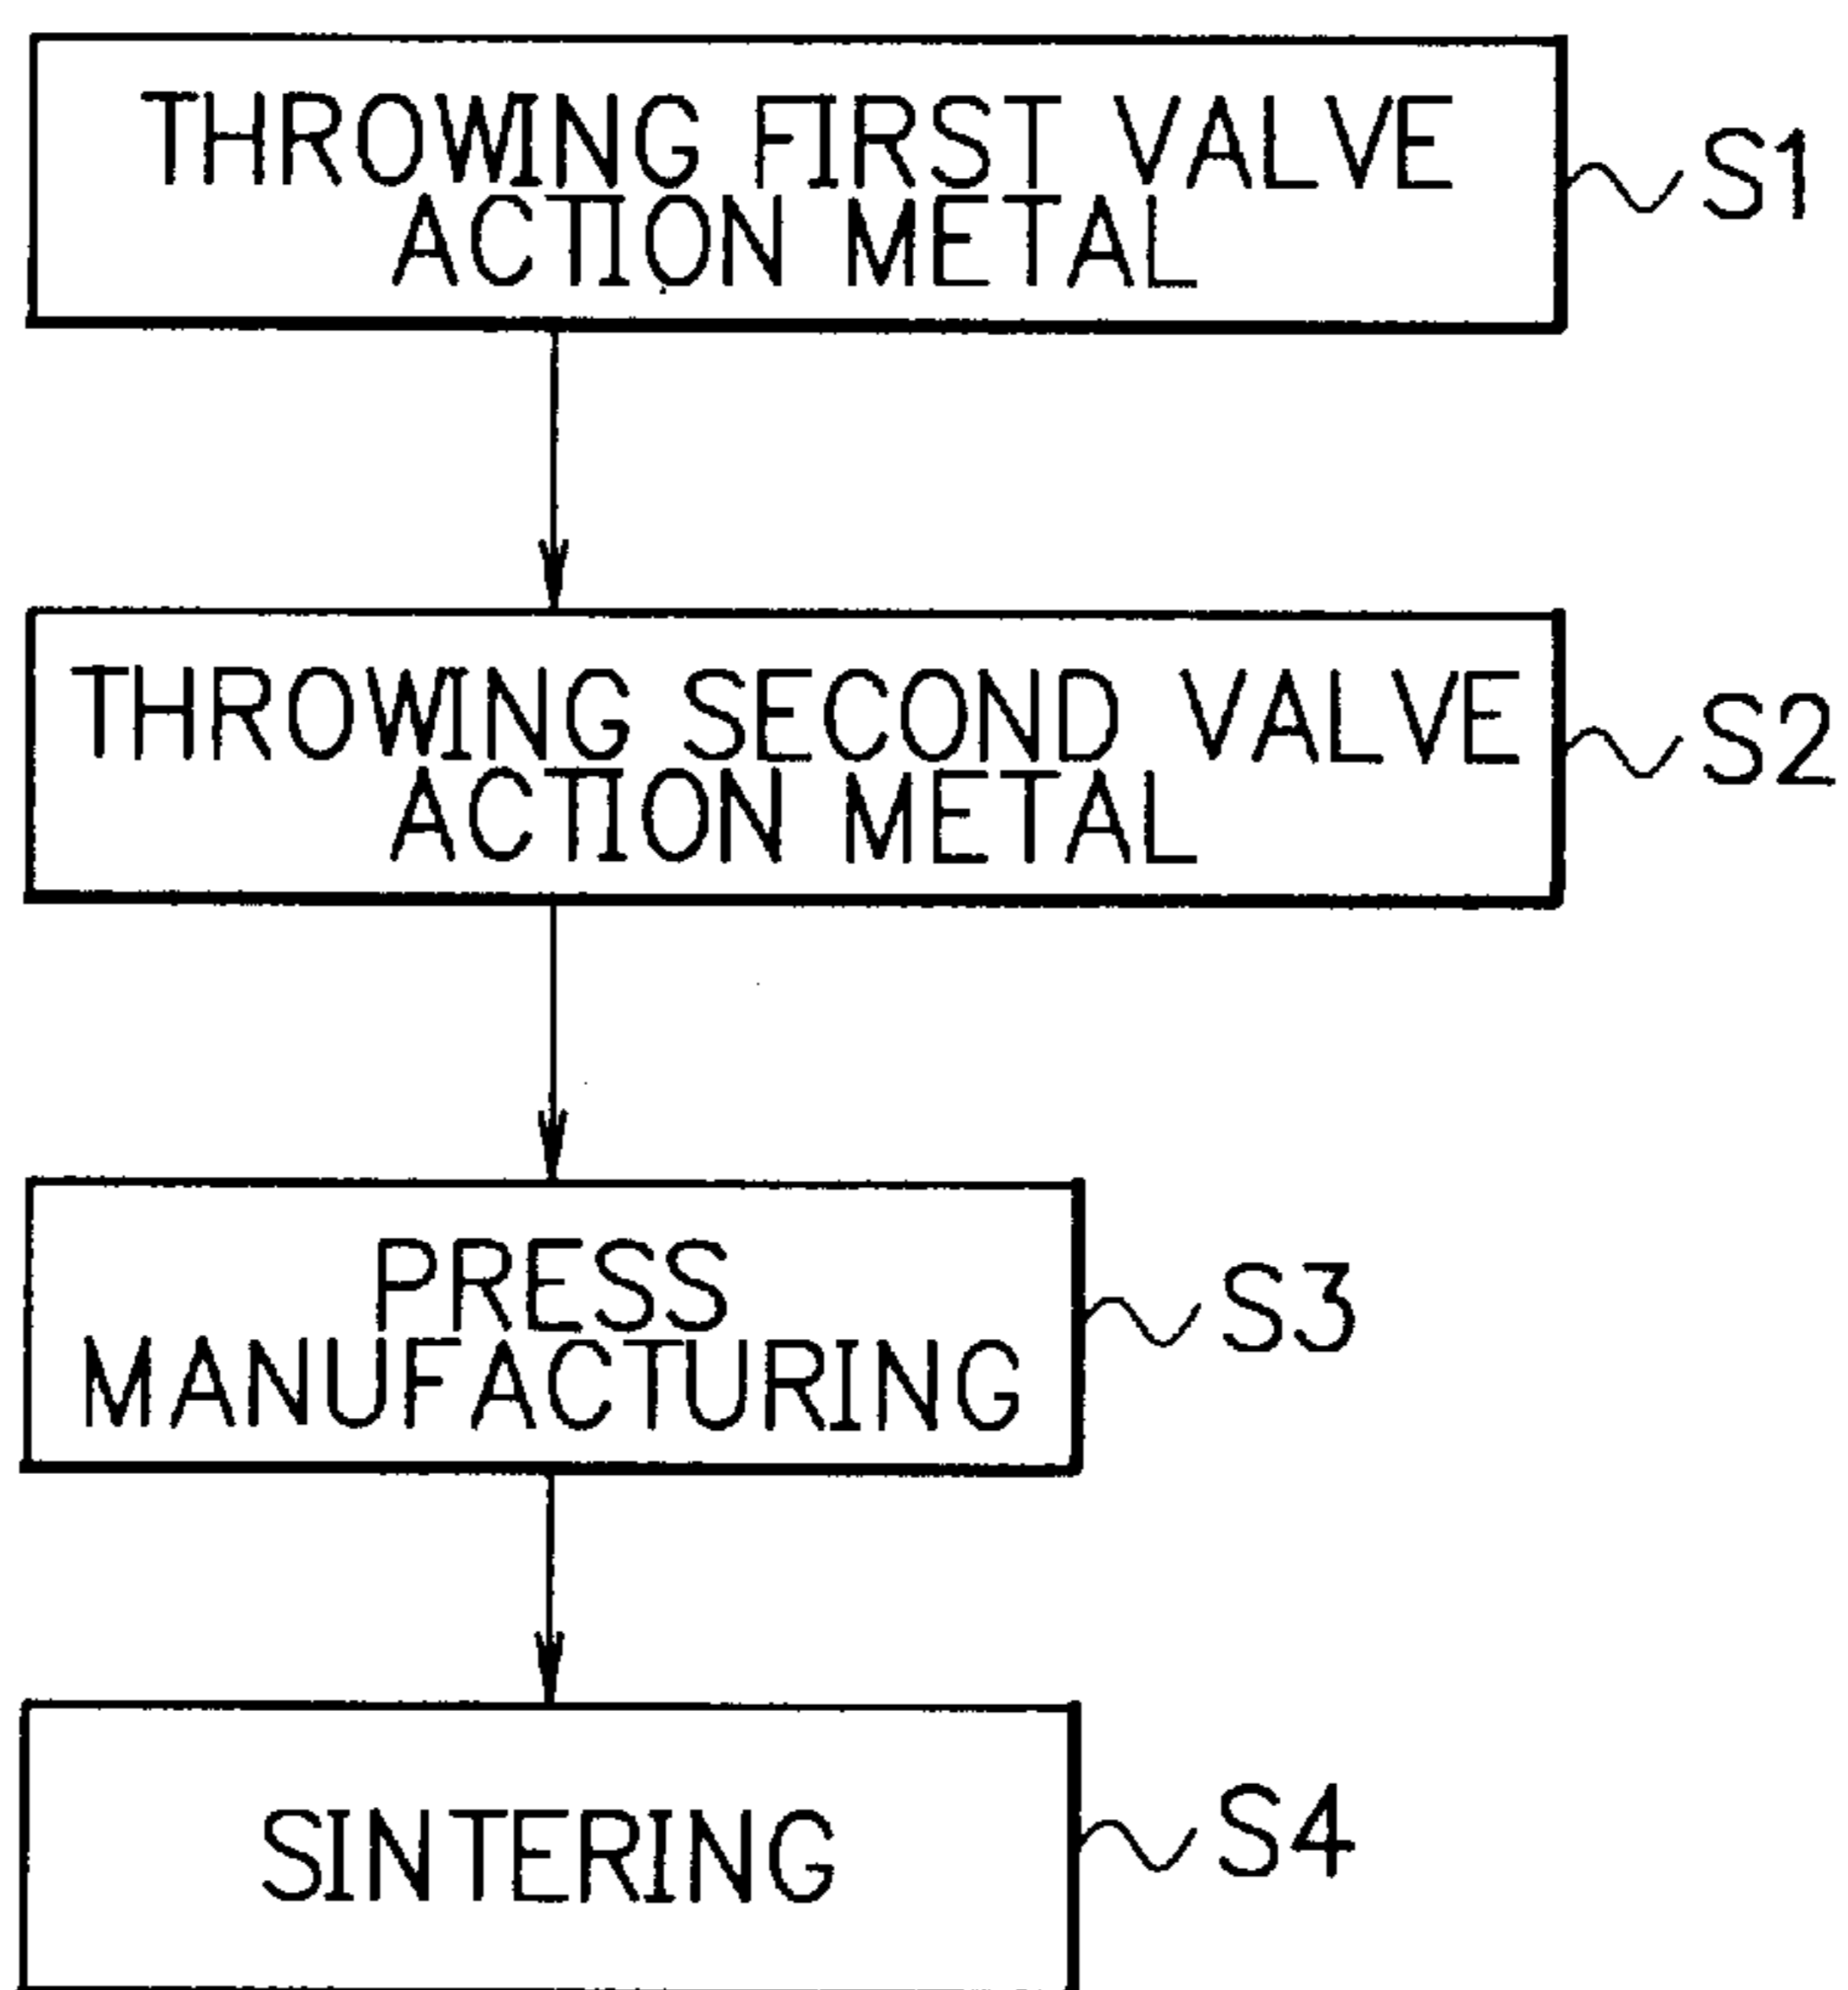 THROWING FIRST VALVE
ACTION METAL
S1
THROWING SECOND VALVE
ACTION METAL
S2
PRESS
MANUFACTURING
S3
SINTERING
S4